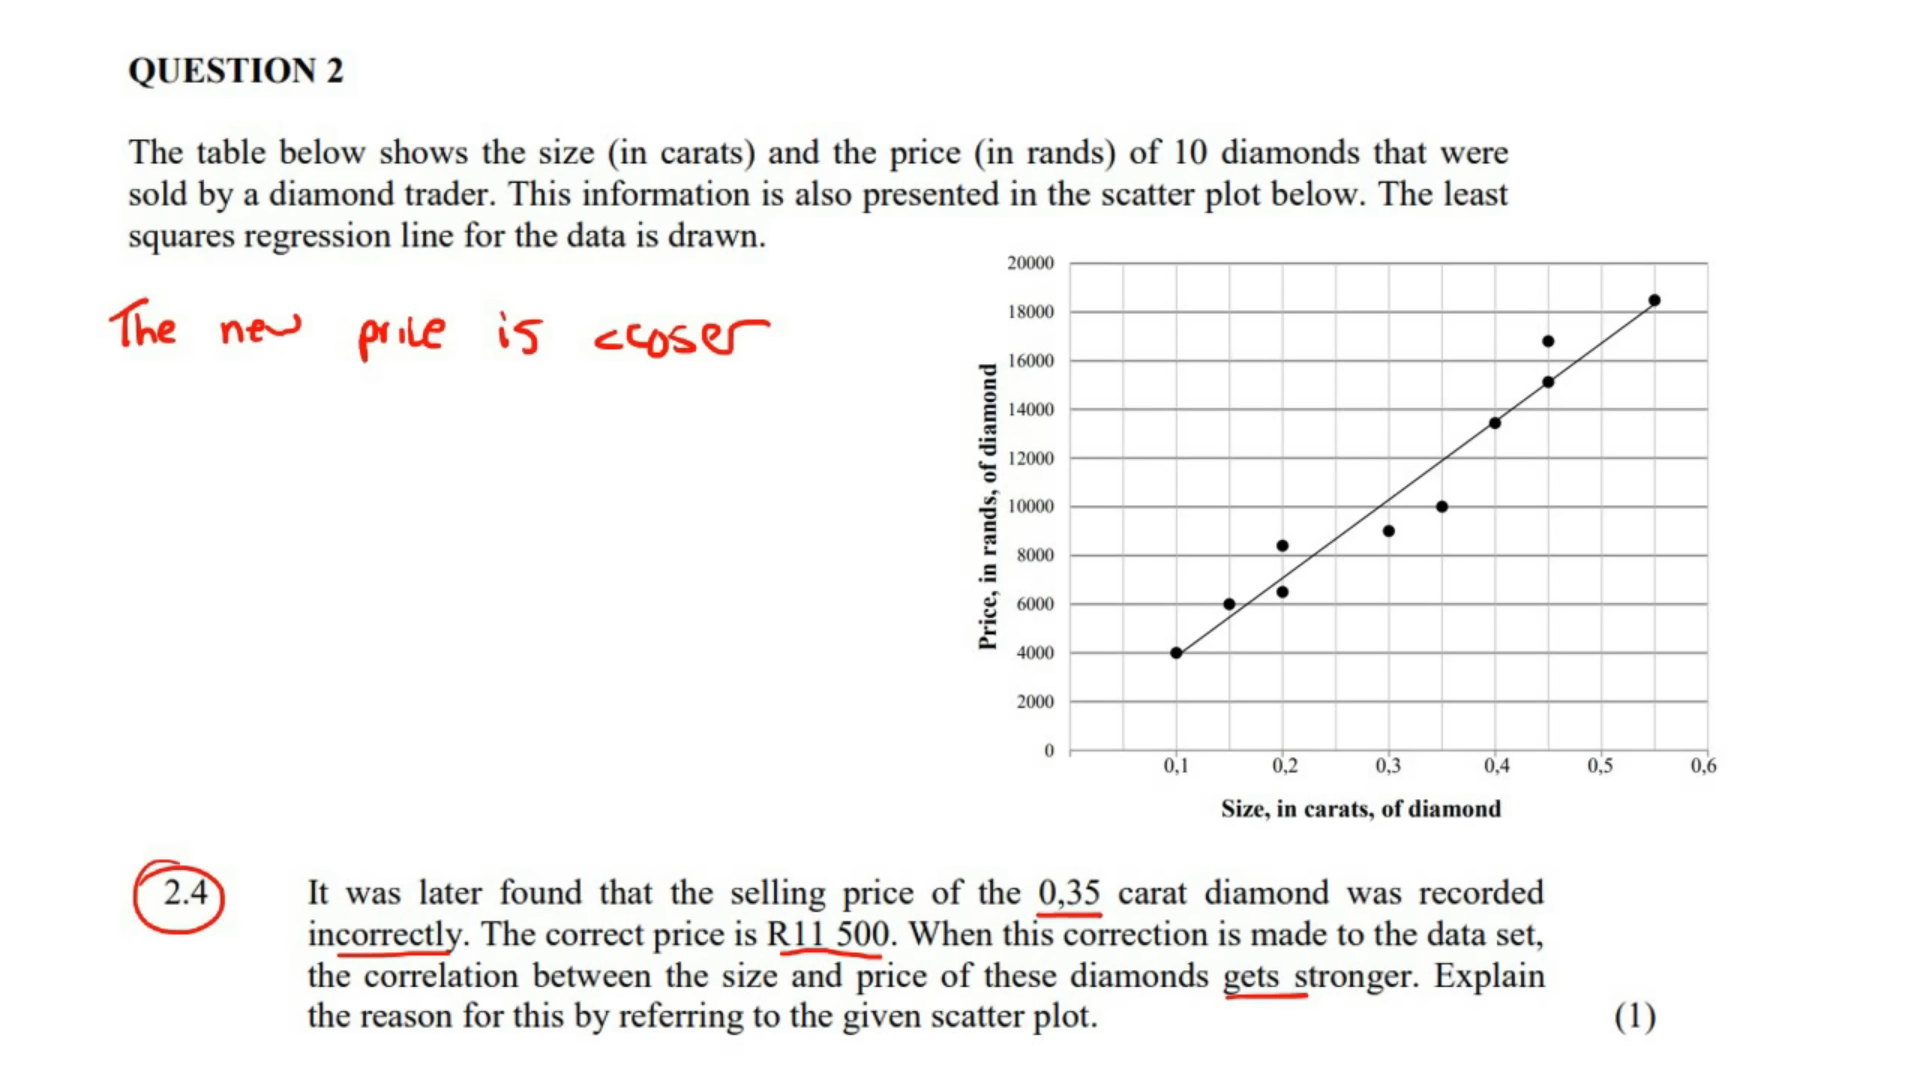 QUESTION 2
The table below shows the size (in carats) and the price (in rands) of 10 diamonds that were
sold by a diamond trader. This information is also presented in the scatter plot below. The least
squares regression line for the data is drawn.
The new price is closer
20000
18000
16000
14000
12000
10000
8000
6000
4000
2000
0
Price, in rands, of diamond
0,1 0,2 0,3 0,4 0,5 0,6
Size, in carats, of diamond
2.4 It was later found that the selling price of the 0,35 carat diamond was recorded
incorrectly. The correct price is R11 500. When this correction is made to the data set,
the correlation between the size and price of these diamonds gets stronger. Explain
the reason for this by referring to the given scatter plot. (1)